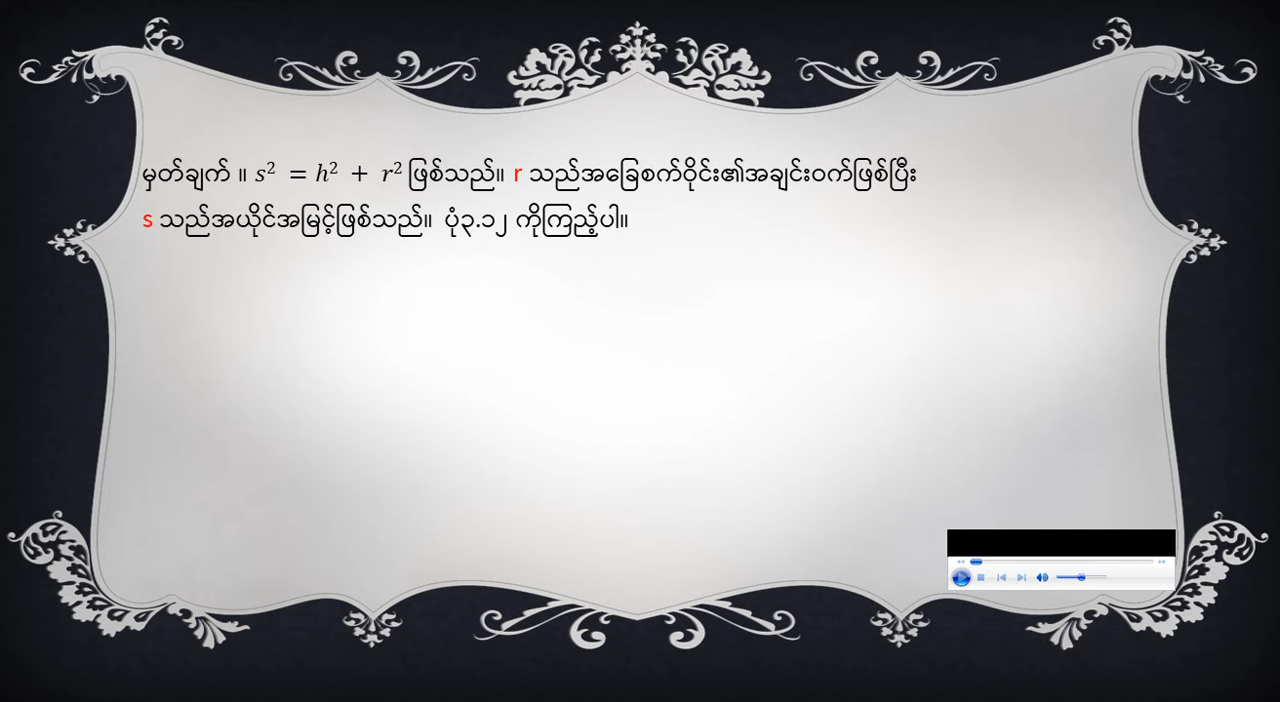 မှတ်ချက် ။ s² = h² + r² ဖြစ်သည်။ r သည်အခြေစက်ဝိုင်း၏အချင်းဝက်ဖြစ်ပြီး
s သည်အယိုင်အမြင့်ဖြစ်သည်။ ပုံ၃.၁၂ ကိုကြည့်ပါ။